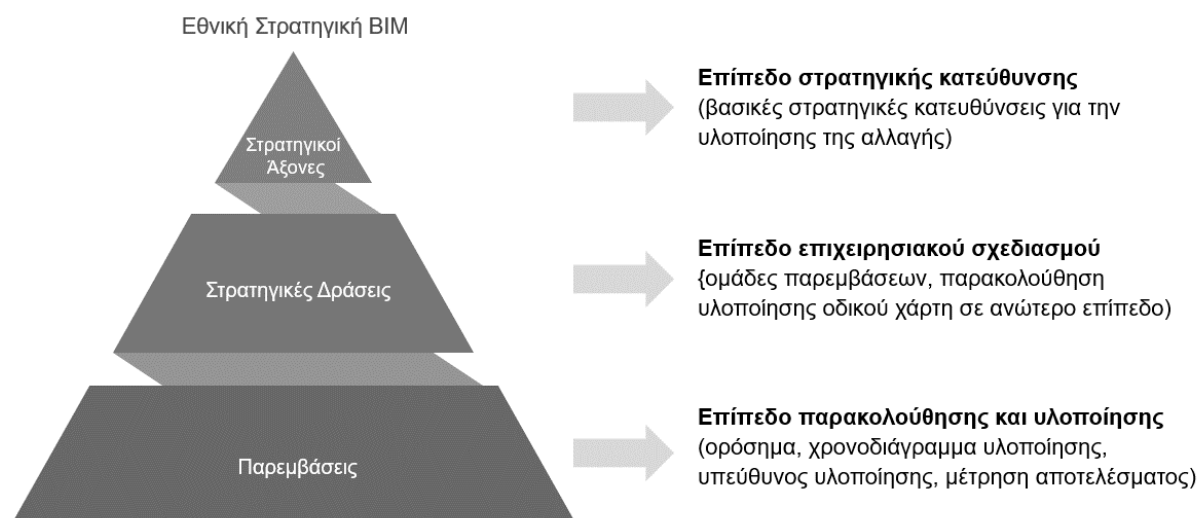 Εθνική Στρατηγική BIM
Στρατηγικοί
Άξονες
Επίπεδο στρατηγικής κατεύθυνσης
(βασικές στρατηγικές κατευθύνσεις για την
υλοποίησης της αλλαγής)
Στρατηγικές Δράσεις
Επίπεδο επιχειρησιακού σχεδιασμού
{ομάδες παρεμβάσεων, παρακολούθηση
υλοποίησης οδικού χάρτη σε ανώτερο επίπεδο)
Παρεμβάσεις
Επίπεδο παρακολούθησης και υλοποίησης
(ορόσημα, χρονοδιάγραμμα υλοποίησης,
υπεύθυνος υλοποίησης, μέτρηση αποτελέσματος)